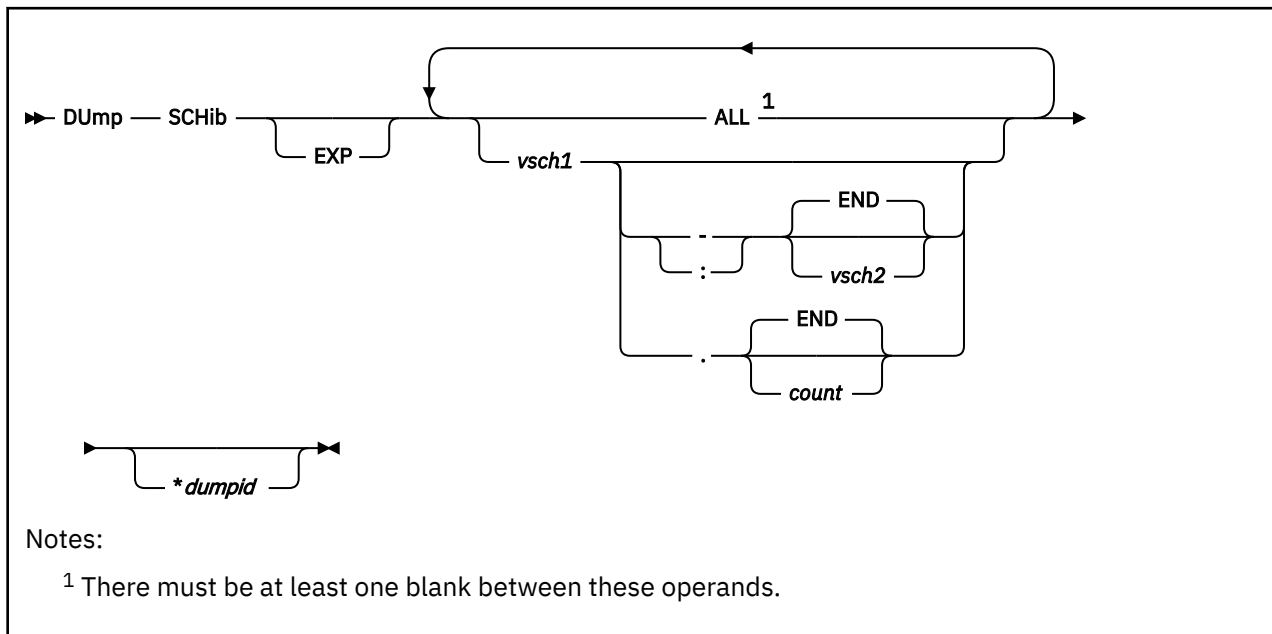 1
DUmp SCHib ALL
EXP vsch1
END
-
: vsch2
END
.
count
*dumpid
Notes:
1 There must be at least one blank between these operands.